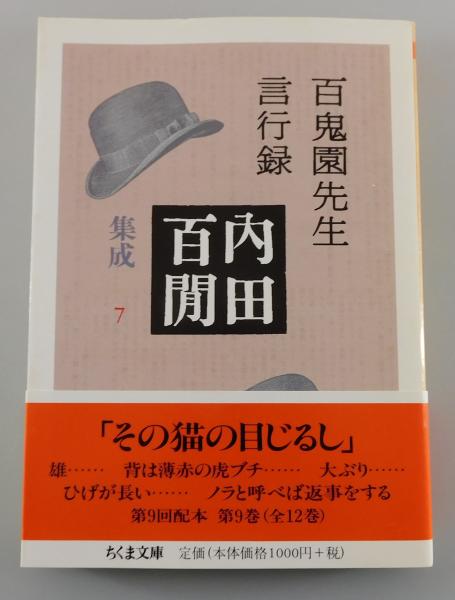 百鬼園先生
言行録
內田
百閒
集成
7
「その猫の目じるし」
雄…… 背は薄赤の虎ブチ…… 大ぶり……
ひげが長い…… ノラと呼べば返事をする
第9回配本 第9巻(全12巻)
ちくま文庫 定価(本体価格1000円+税)